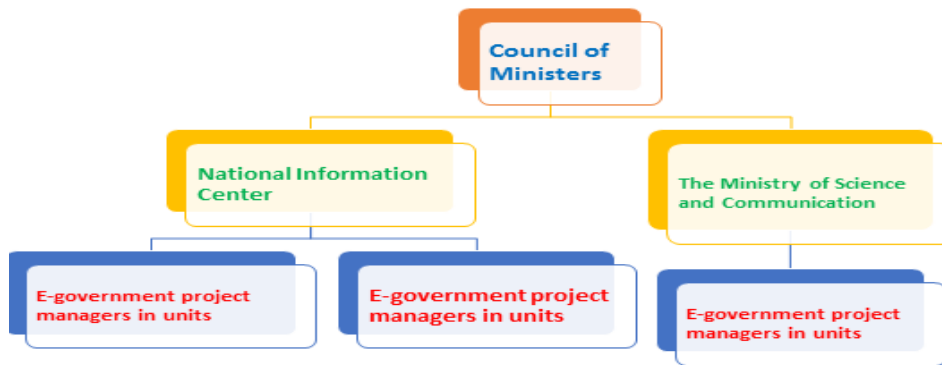 Council of
Ministers
National Information
Center
The Ministry of Science
and Communication
E-government project
managers in units
E-government project
managers in units
E-government project
managers in units